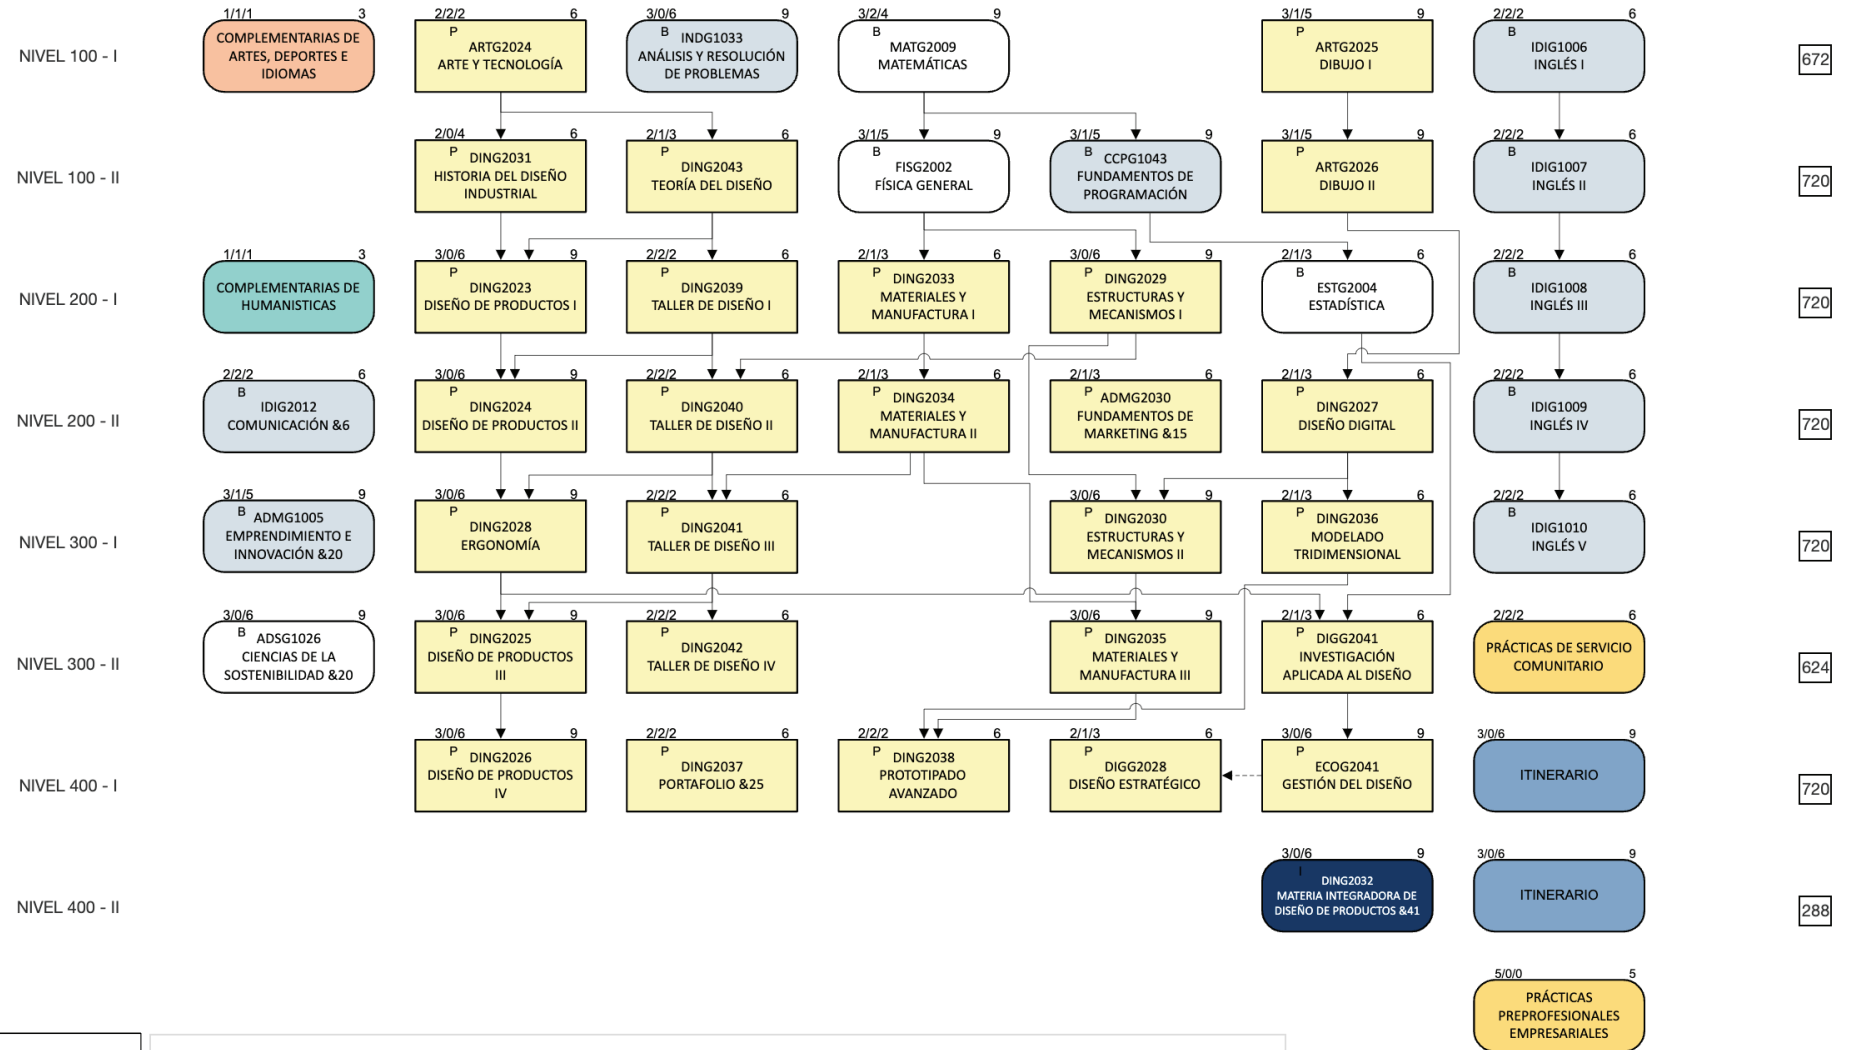 1/1/1 3
COMPLEMENTARIAS DE
ARTES, DEPORTES E
IDIOMAS
2/2/2 6
P
ARTG2024
ARTE Y TECNOLOGÍA
3/0/6 9
B INDG1033
ANÁLISIS Y RESOLUCIÓN
DE PROBLEMAS
3/2/4 9
B
MATG2009
MATEMÁTICAS
3/1/5 9
P
ARTG2025
DIBUJO I
2/2/2 6
B
IDIG1006
INGLÉS I
NIVEL 100 - I
672
2/0/4 6
P DING2031
HISTORIA DEL DISEÑO
INDUSTRIAL
2/1/3 6
P
DING2043
TEORÍA DEL DISEÑO
3/1/5 9
B
FISG2002
FÍSICA GENERAL
3/1/5 9
B CCPG1043
FUNDAMENTOS DE
PROGRAMACIÓN
3/1/5 9
P
ARTG2026
DIBUJO II
2/2/2 6
B
IDIG1007
INGLÉS II
NIVEL 100 - II
720
1/1/1 3
COMPLEMENTARIAS DE
HUMANISTICAS
3/0/6 9
P
DING2023
DISEÑO DE PRODUCTOS I
2/2/2 6
P
DING2039
TALLER DE DISEÑO I
2/1/3 6
P DING2033
MATERIALES Y
MANUFACTURA I
3/0/6 9
P DING2029
ESTRUCTURAS Y
MECANISMOS I
2/1/3 6
B
ESTG2004
ESTADÍSTICA
2/2/2 6
B
IDIG1008
INGLÉS III
NIVEL 200 - I
720
2/2/2 6
B
IDIG2012
COMUNICACIÓN &6
3/0/6 9
P
DING2024
DISEÑO DE PRODUCTOS II
2/2/2 6
P
DING2040
TALLER DE DISEÑO II
2/1/3 6
P DING2034
MATERIALES Y
MANUFACTURA II
2/1/3 6
P ADMG2030
FUNDAMENTOS DE
MARKETING &15
2/1/3 6
P
DING2027
DISEÑO DIGITAL
2/2/2 6
B
IDIG1009
INGLÉS IV
NIVEL 200 - II
720
3/1/5 9
B ADMG1005
EMPRENDIMIENTO E
INNOVACIÓN &20
3/0/6 9
P
DING2028
ERGONOMÍA
2/2/2 6
P
DING2041
TALLER DE DISEÑO III
3/0/6 9
P DING2030
ESTRUCTURAS Y
MECANISMOS II
2/1/3 6
P DING2036
MODELADO
TRIDIMENSIONAL
2/2/2 6
B
IDIG1010
INGLÉS V
NIVEL 300 - I
720
3/0/6 9
B ADSG1026
CIENCIAS DE LA
SOSTENIBILIDAD &20
3/0/6 9
P DING2025
DISEÑO DE PRODUCTOS
III
2/2/2 6
P
DING2042
TALLER DE DISEÑO IV
3/0/6 9
P DING2035
MATERIALES Y
MANUFACTURA III
2/1/3 6
P DIGG2041
INVESTIGACIÓN
APLICADA AL DISEÑO
2/2/2 6
PRÁCTICAS DE SERVICIO
COMUNITARIO
NIVEL 300 - II
624
3/0/6 9
P DING2026
DISEÑO DE PRODUCTOS
IV
2/2/2 6
P
DING2037
PORTAFOLIO &25
2/2/2 6
P DING2038
PROTOTIPADO
AVANZADO
2/1/3 6
P
DIGG2028
DISEÑO ESTRATÉGICO
3/0/6 9
P
ECOG2041
GESTIÓN DEL DISEÑO
3/0/6 9
ITINERARIO
NIVEL 400 - I
720
3/0/6 9
I
DING2032
MATERIA INTEGRADORA DE
DISEÑO DE PRODUCTOS &41
3/0/6 9
ITINERARIO
NIVEL 400 - II
288
5/0/0 5
PRÁCTICAS
PREPROFESIONALES
EMPRESARIALES